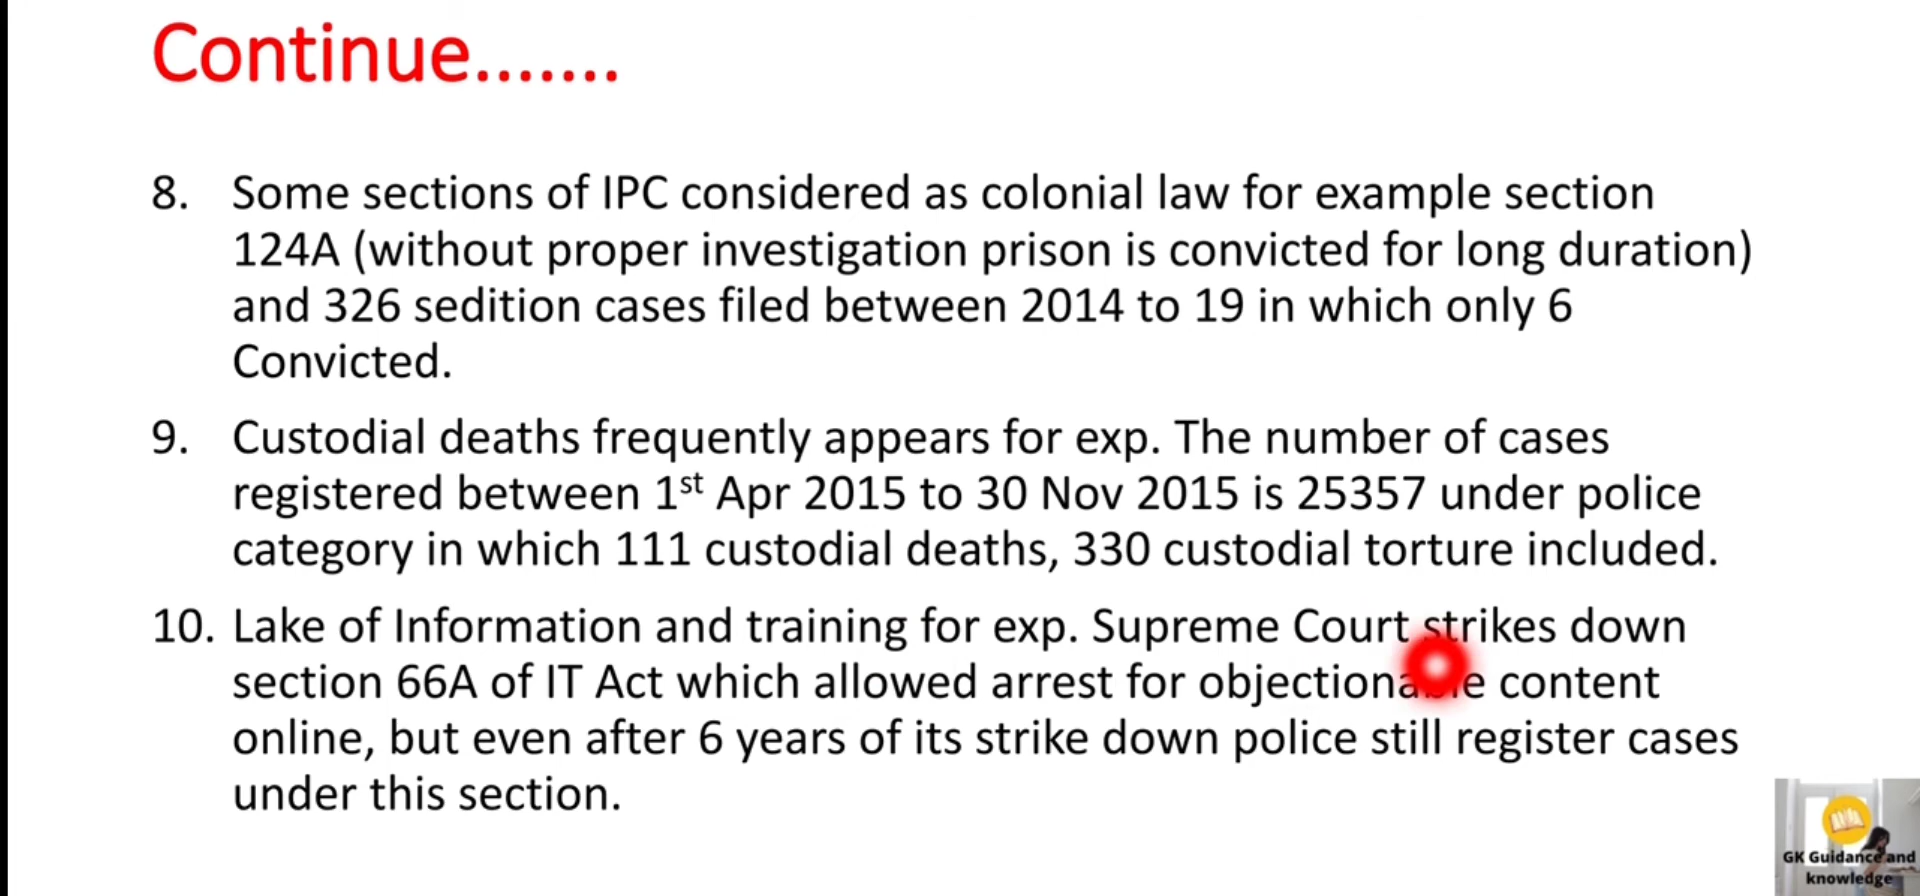 Continue.......
8. Some sections of IPC considered as colonial law for example section
124A (without proper investigation prison is convicted for long duration)
and 326 sedition cases filed between 2014 to 19 in which only 6
Convicted.
9. Custodial deaths frequently appears for exp. The number of cases
registered between 1st Apr 2015 to 30 Nov 2015 is 25357 under police
category in which 111 custodial deaths, 330 custodial torture included.
10. Lake of Information and training for exp. Supreme Court strikes down
section 66A of IT Act which allowed arrest for objectionable content
online, but even after 6 years of its strike down police still register cases
under this section.
GK Guidance and
knowledge